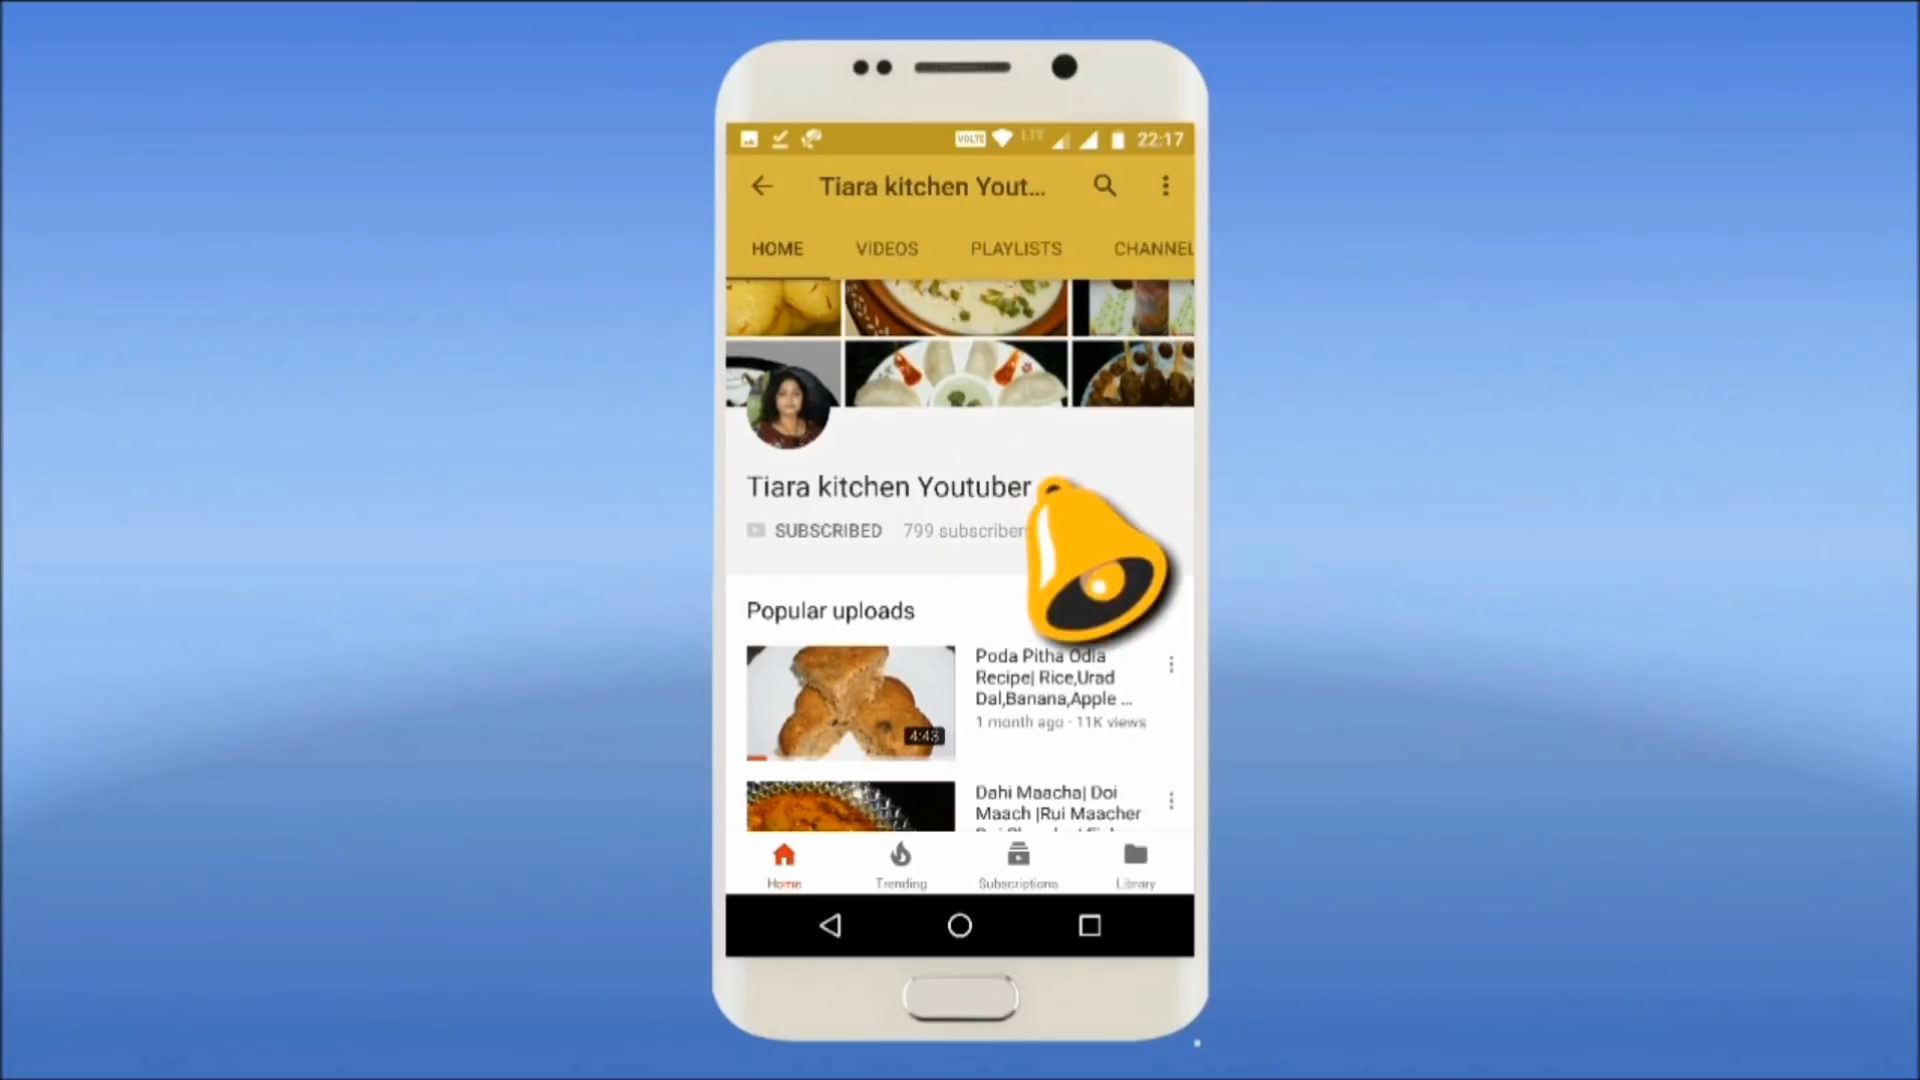 VOLTE LTE 22:17
Tiara kitchen Yout...
HOME VIDEOS PLAYLISTS CHANNEL
Tiara kitchen Youtuber
SUBSCRIBED 799 subscriber
Popular uploads
Poda Pitha Odia
Recipe| Rice,Urad
Dal,Banana,Apple ...
1 month ago · 11K views
4:43
Dahi Maacha| Doi
Maach |Rui Maacher
Home Trending Subscriptions Library